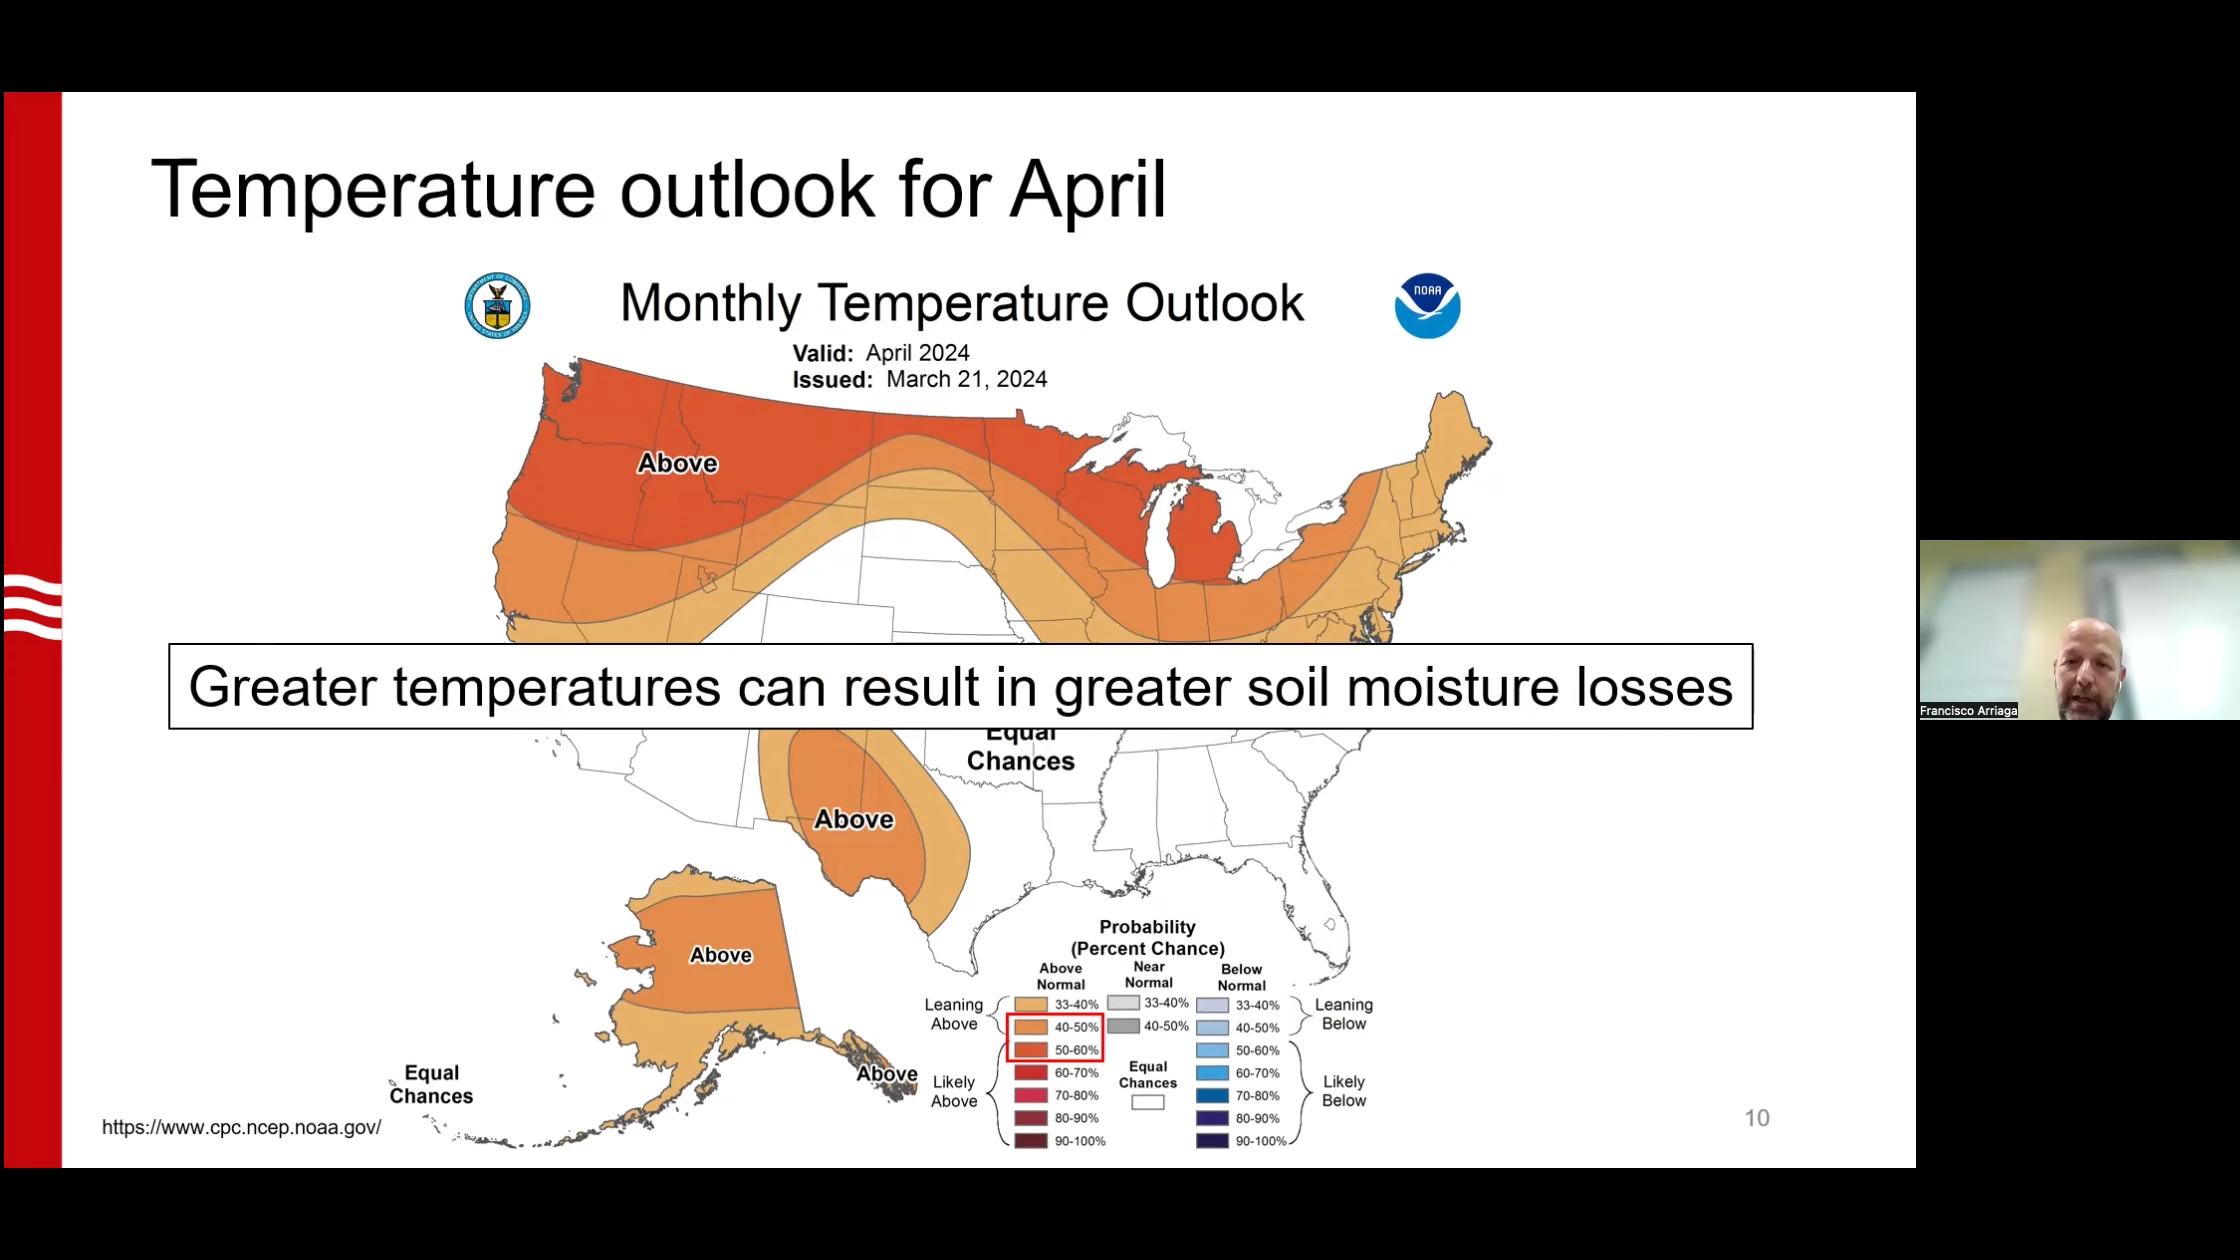 Temperature outlook for April
Monthly Temperature Outlook
NOAA
Valid: April 2024
Issued: March 21, 2024
Above
Greater temperatures can result in greater soil moisture losses
Equal
Chances
Above
Above
Above
Equal
Chances
Probability
(Percent Chance)
Above
Normal
Near
Normal
Below
Normal
Leaning
Above
33-40%
40-50%
50-60%
60-70%
70-80%
80-90%
90-100%
Likely
Above
33-40%
40-50%
Equal
Chances
33-40%
40-50%
50-60%
60-70%
70-80%
80-90%
90-100%
Leaning
Below
Likely
Below
https://www.cpc.ncep.noaa.gov/
10
Francisco Arriaga